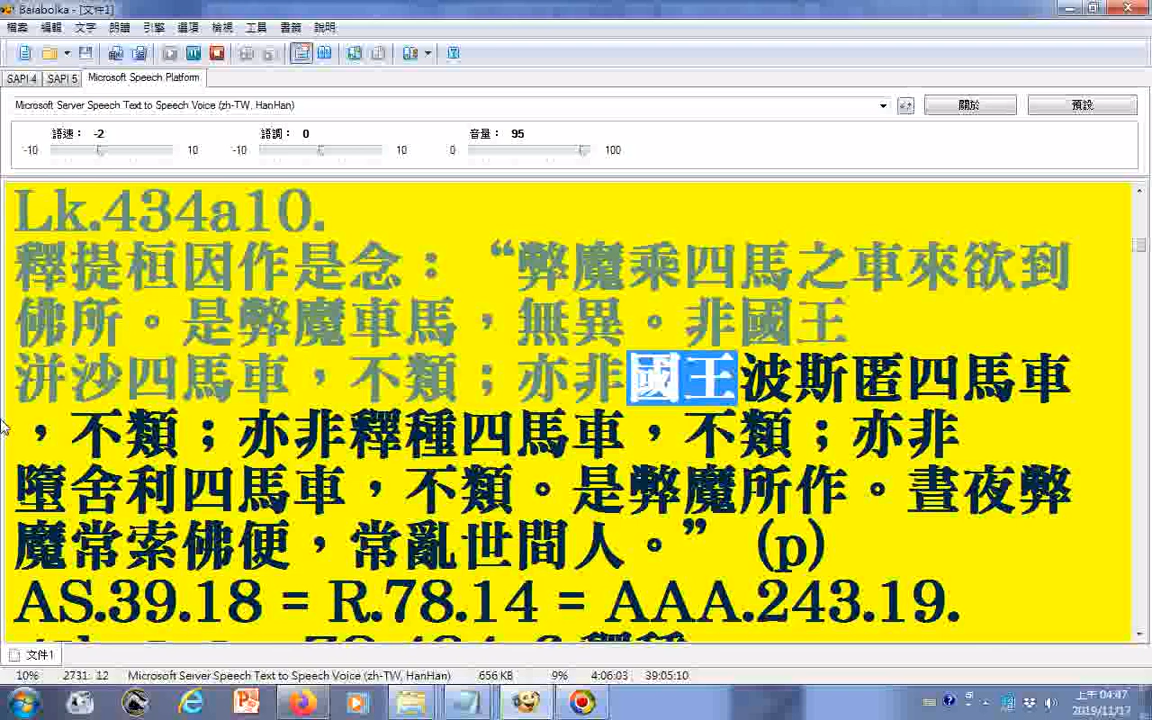 Balabolka - [文件1]
檔案 編輯 文字 朗讀 引擎 選項 檢視 工具 書籤 說明
SAPI 4 SAPI 5 Microsoft Speech Platform
Microsoft Server Speech Text to Speech Voice (zh-TW, HanHan) 關於 預設
語速： -2 語調： 0 音量： 95
-10 10 -10 10 0 100
Lk.434a10.
釋提桓因作是念：“弊魔乘四馬之車來欲到
佛所。是弊魔車馬，無異。非國王
洴沙四馬車，不類；亦非國王波斯匿四馬車
，不類；亦非釋種四馬車，不類；亦非
墮舍利四馬車，不類。是弊魔所作。晝夜弊
魔常索佛便，常亂世間人。” (p)
AS.39.18 = R.78.14 = AAA.243.19.
文件1
10% 2731: 12 Microsoft Server Speech Text to Speech Voice (zh-TW, HanHan) 656 KB 9% 4:06:03 39:05:10
上午 04:47
2019/11/17